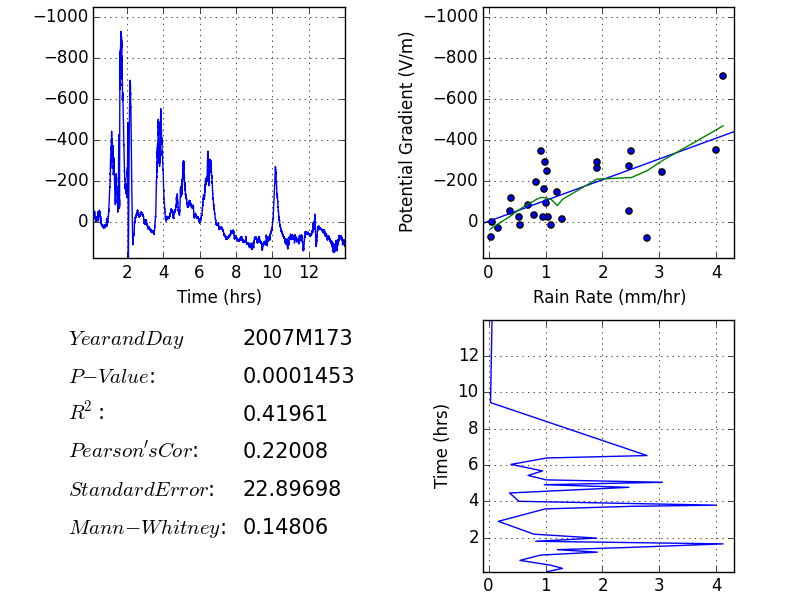 −1000
−800
−600
−400
−200
0
2 4 6 8 10 12
Time (hrs)
Potential Gradient (V/m)
−1000
−800
−600
−400
−200
0
0 1 2 3 4
Rain Rate (mm/hr)
YearandDay 2007M173
P−Value: 0.0001453
R² : 0.41961
Pearson'sCor: 0.22008
StandardError: 22.89698
Mann−Whitney: 0.14806
Time (hrs)
12
10
8
6
4
2
0 1 2 3 4